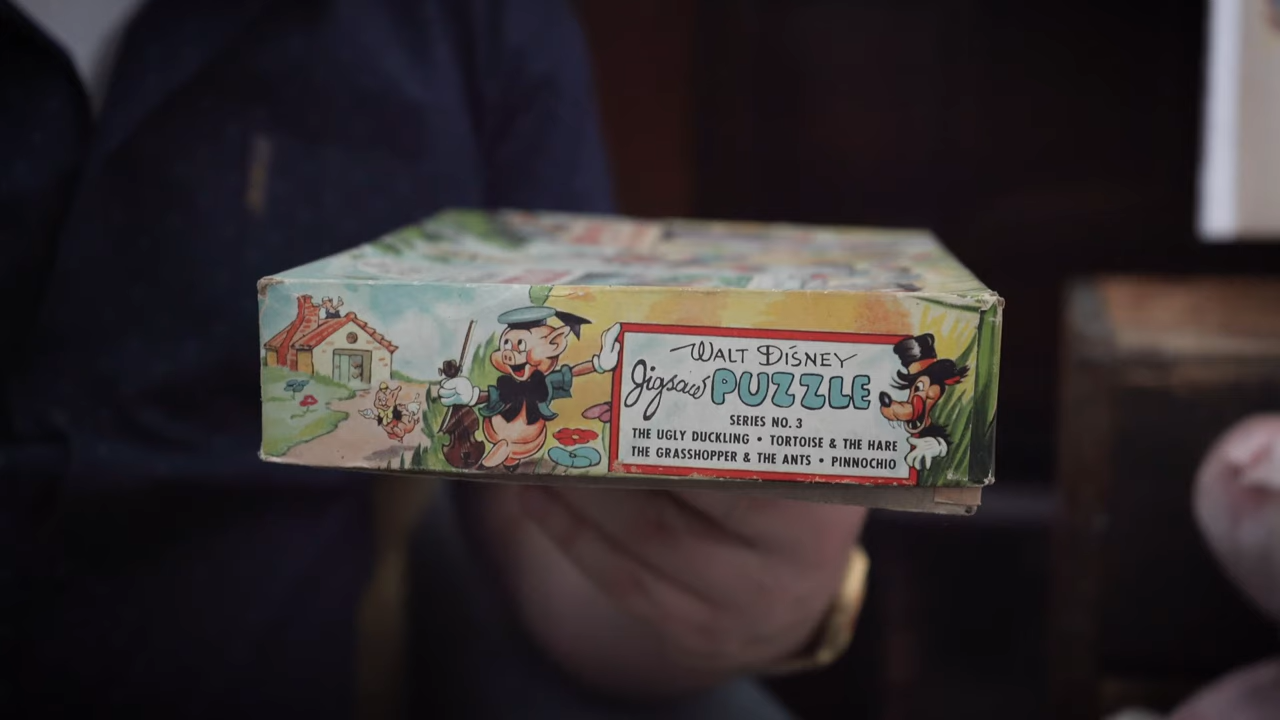 WALT DISNEY
Jigsaw PUZZLE
SERIES NO. 3
THE UGLY DUCKLING • TORTOISE & THE HARE
THE GRASSHOPPER & THE ANTS • PINNOCHIO